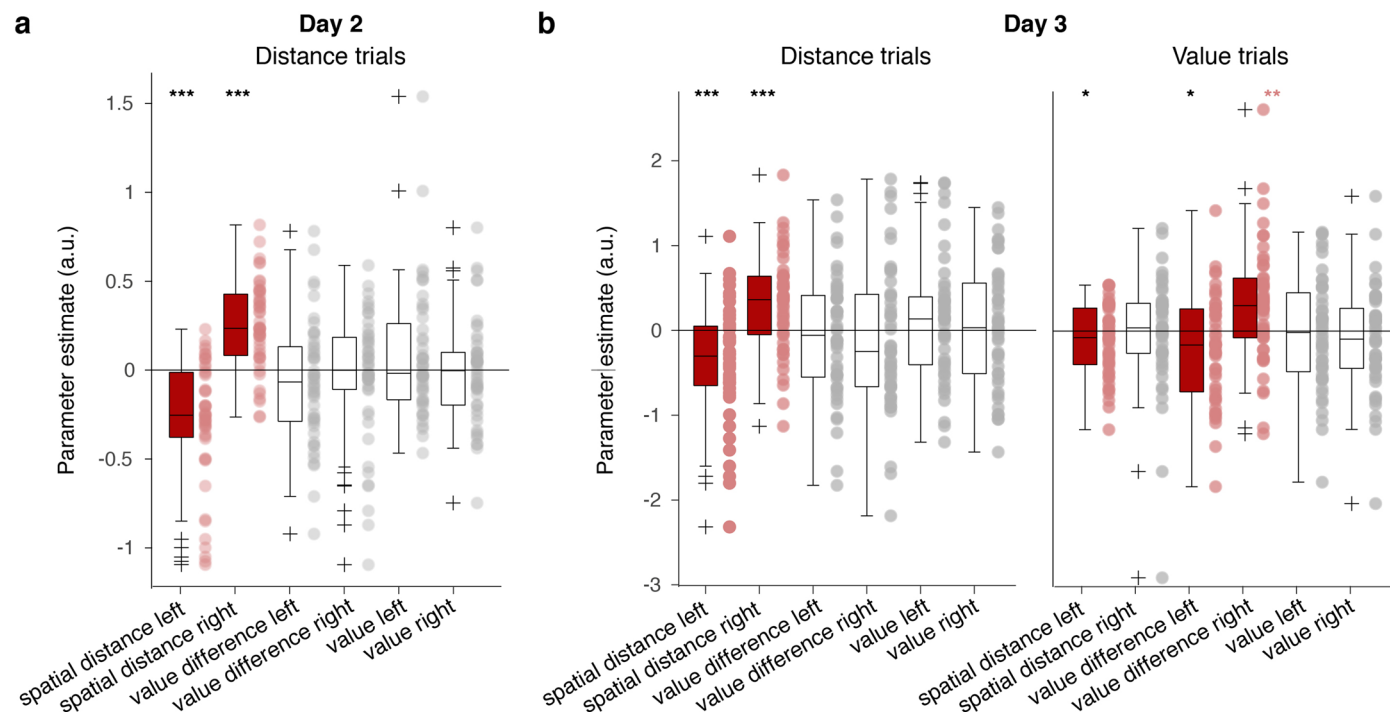 a
Day 2
Distance trials
b
Day 3
Distance trials
Value trials
*** ***
*** ***
* * **
Parameter estimate (a.u.)
1.5
1
0.5
0
-0.5
-1
Parameter estimate (a.u.)
2
1
0
-1
-2
-3
spatial distance left
spatial distance right
value difference left
value difference right
value left
value right
spatial distance left
spatial distance right
value difference left
value difference right
value left
value right
spatial distance left
spatial distance right
value difference left
value difference right
value left
value right